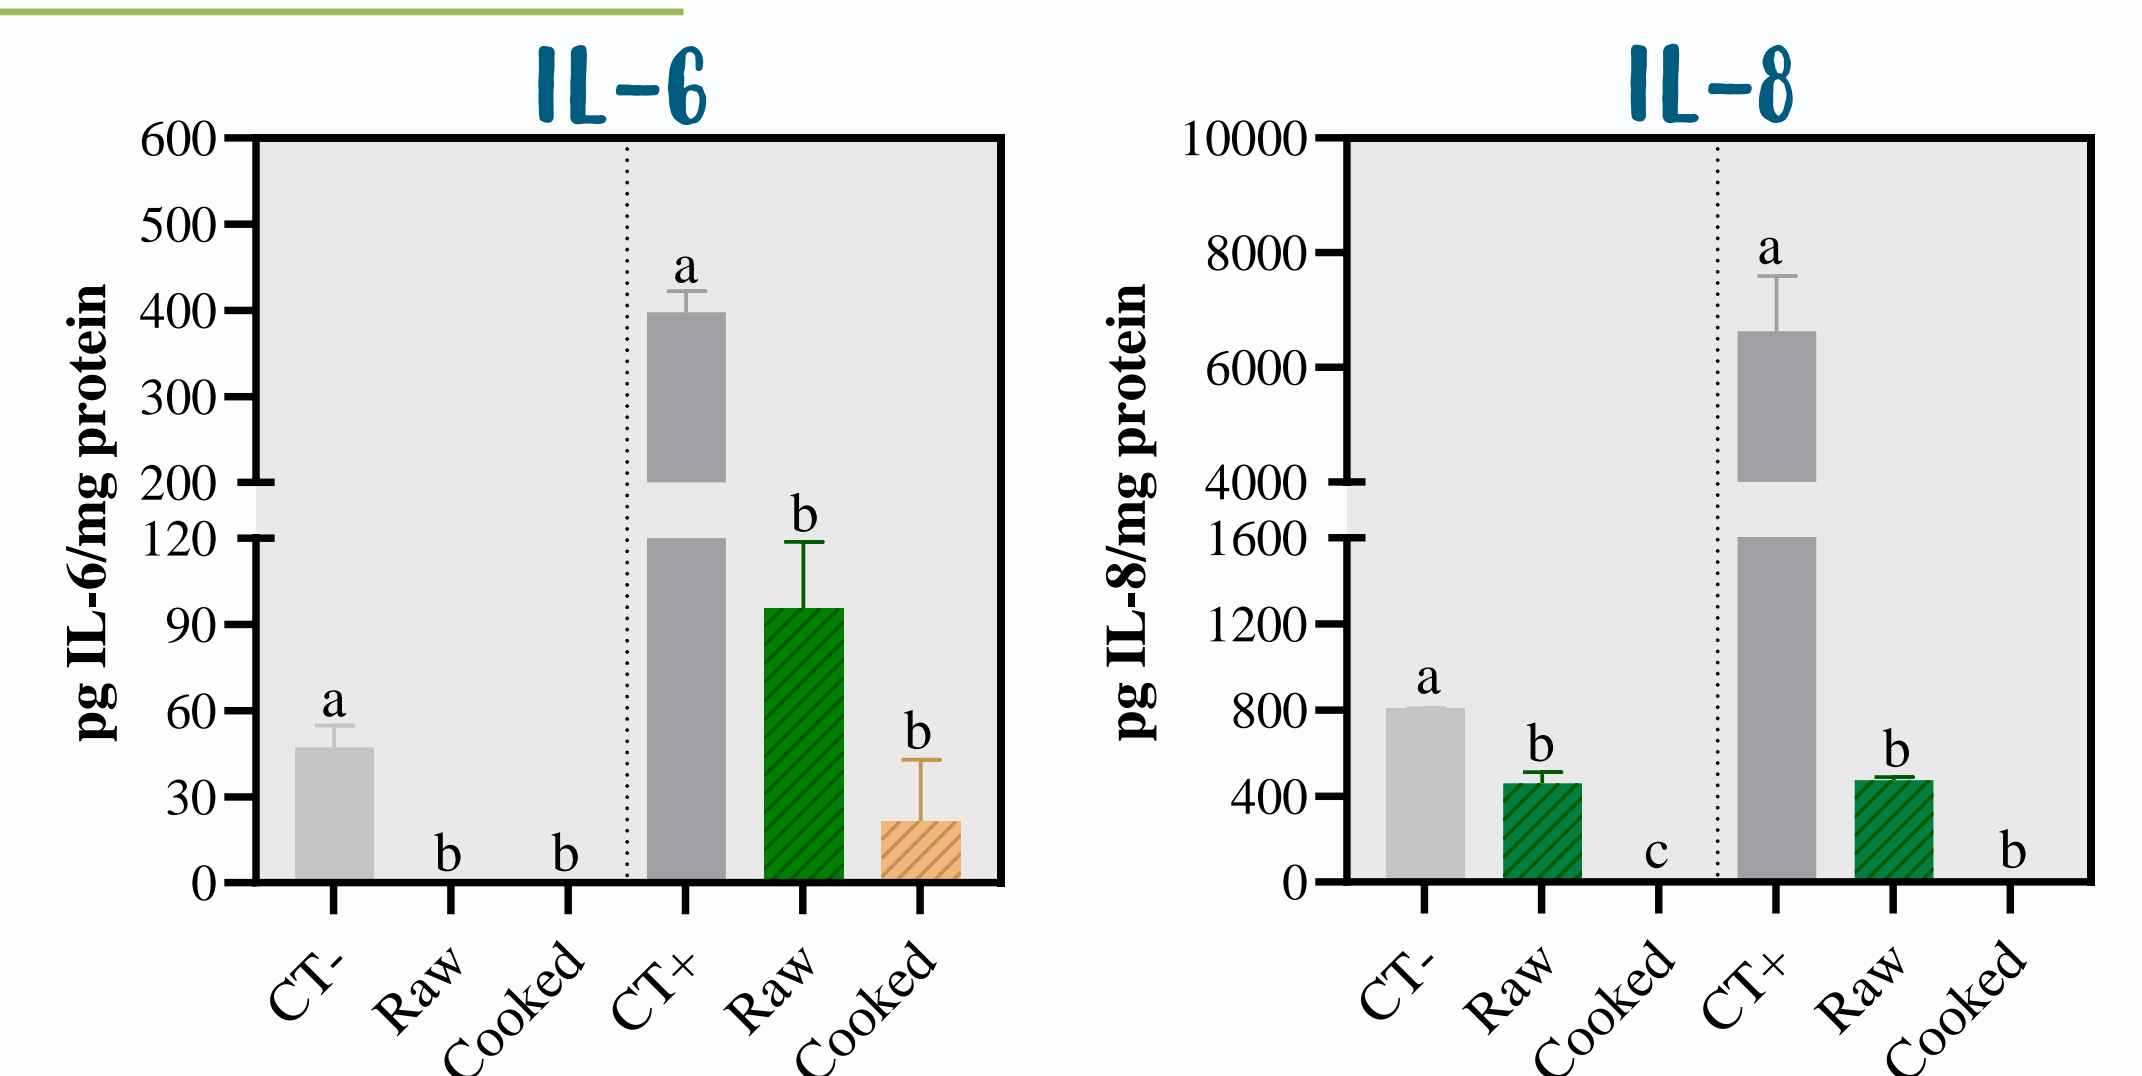 IL-6
600
500
400
300
200
120
90
60
30
0
pg IL-6/mg protein
a
b
b
a
b
b
CT-
Raw
Cooked
CT+
Raw
Cooked
IL-8
10000
8000
6000
4000
1600
1200
800
400
0
pg IL-8/mg protein
a
b
c
a
b
b
CT-
Raw
Cooked
CT+
Raw
Cooked